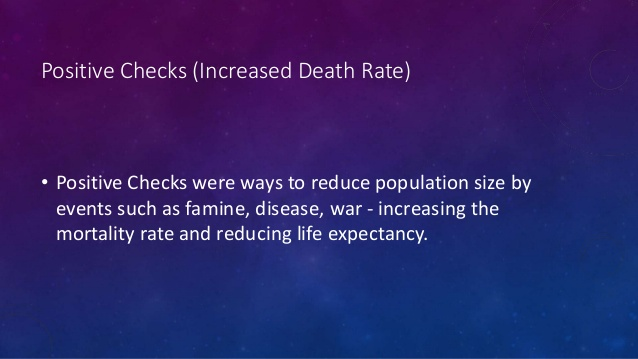 Positive Checks (Increased Death Rate)
• Positive Checks were ways to reduce population size by
events such as famine, disease, war - increasing the
mortality rate and reducing life expectancy.